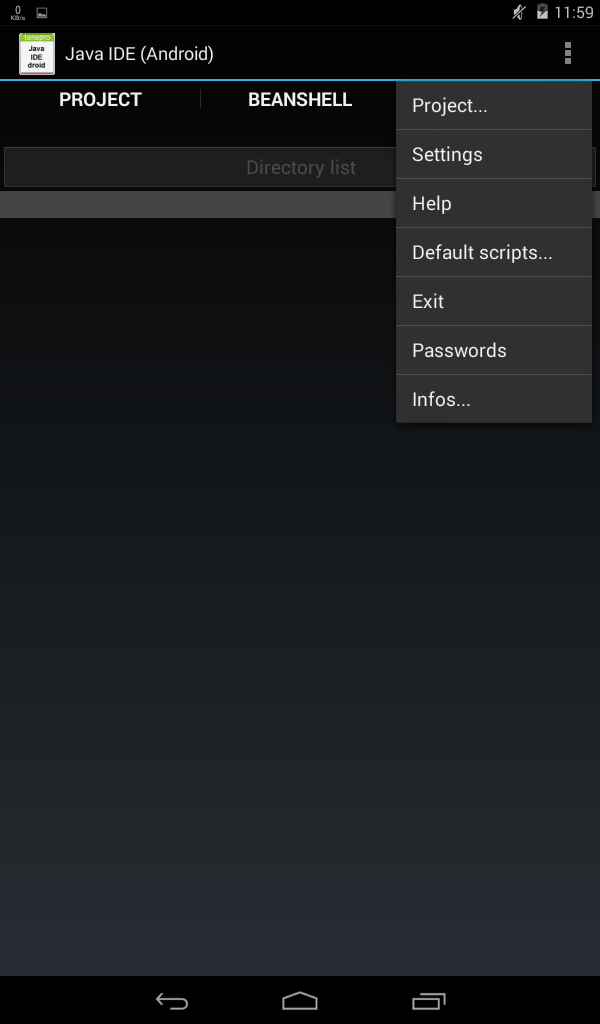 0
KB/s
11:59
tanapro
Java
IDE
droid
Java IDE (Android)
PROJECT
BEANSHELL
Project...
Settings
Directory list
Help
Default scripts...
Exit
Passwords
Infos...